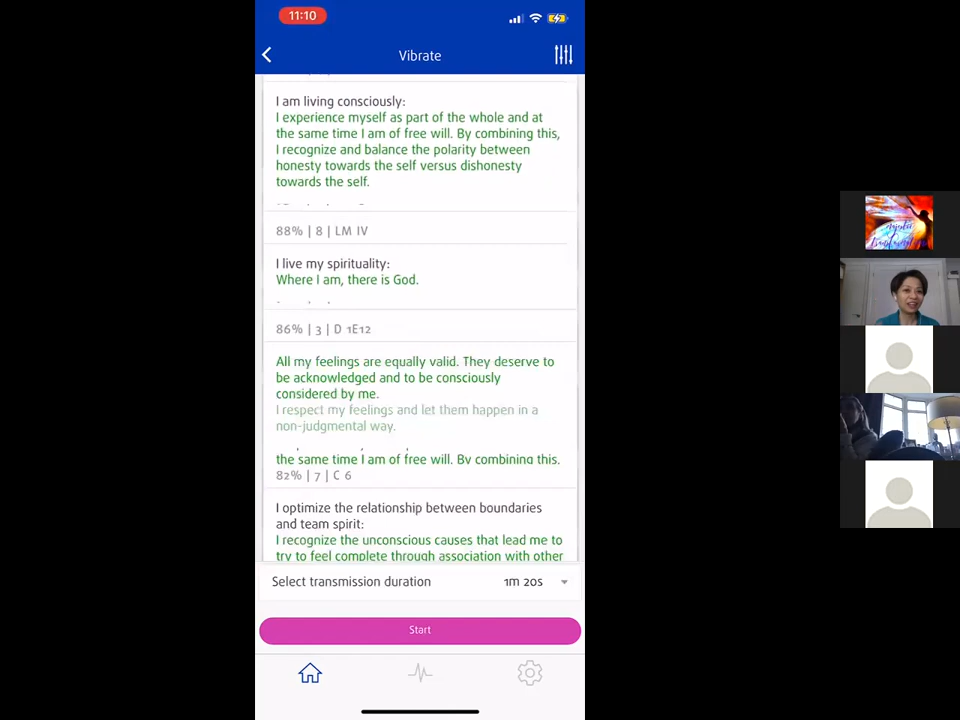 11:10
Vibrate
I am living consciously:
I experience myself as part of the whole and at
the same time I am of free will. By combining this,
I recognize and balance the polarity between
honesty towards the self versus dishonesty
towards the self.
88% | 8 | LM IV
I live my spirituality:
Where I am, there is God.
86% | 3 | D 1E12
All my feelings are equally valid. They deserve to
be acknowledged and to be consciously
considered by me.
I respect my feelings and let them happen in a
non-judgmental way.
the same time I am of free will. By combining this,
82% | 7 | C 6
I optimize the relationship between boundaries
and team spirit:
I recognize the unconscious causes that lead me to
try to feel complete through association with other
Select transmission duration 1m 20s
Start